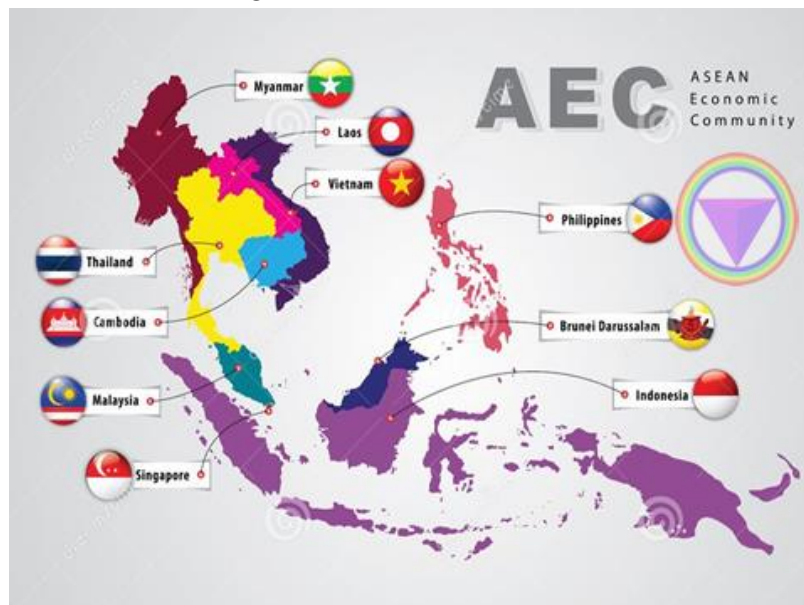 AEC
ASEAN
Economic
Community
Myanmar
Laos
Vietnam
Philippines
Thailand
Cambodia
Brunei Darussalam
Malaysia
Indonesia
Singapore